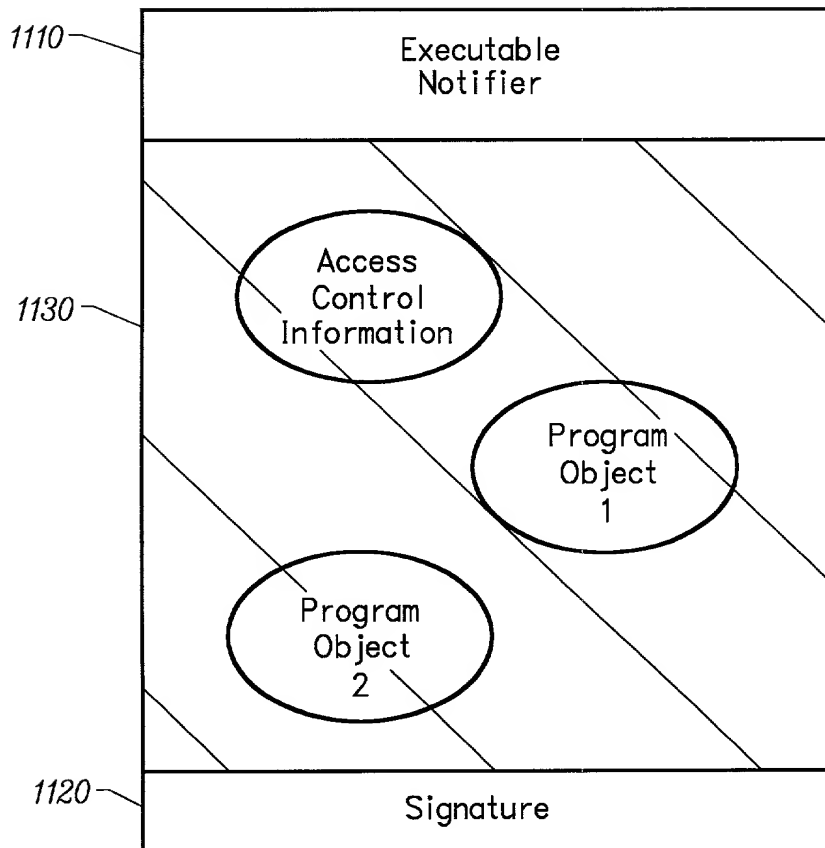 1110
Executable
Notifier
1130
Access
Control
Information
Program
Object
1
Program
Object
2
1120
Signature